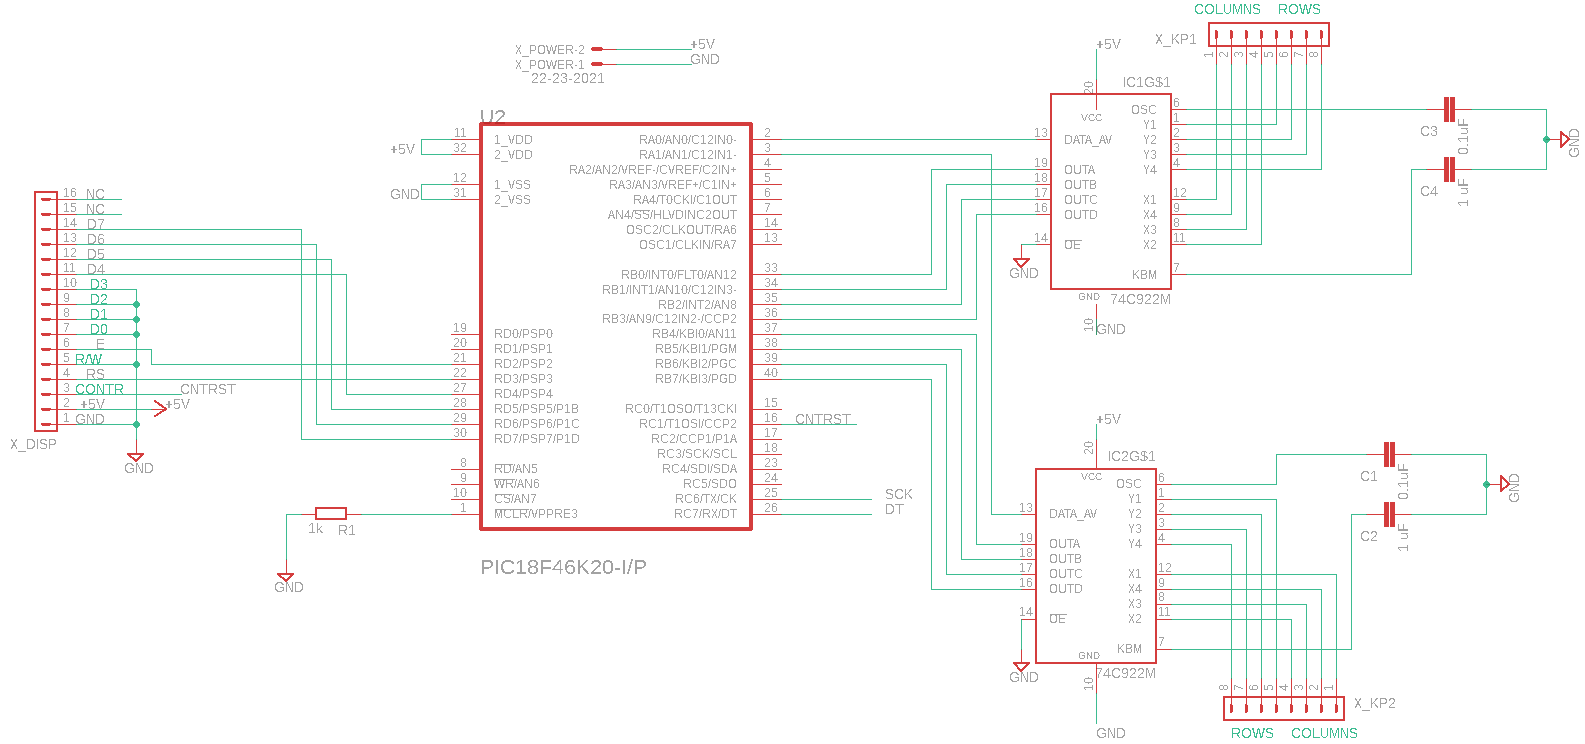 COLUMNS ROWS
X_KP1
1 2 3 4 5 6 7 8
X_POWER-2 +5V
X_POWER-1 GND
22-23-2021
+5V
20
IC1G$1
VCC
OSC 6
Y1 1
13 DATA_AV Y2 2
Y3 3
19 OUTA Y4 4
18 OUTB
17 OUTC X1 12
16 OUTD X4 9
X3 8
14 OE X2 11
GND
KBM 7
GND 74C922M
10 GND
C3 0.1uF
C4 1 uF
GND
U2
+5V
11 1_VDD RA0/AN0/C12IN0- 2
32 2_VDD RA1/AN1/C12IN1- 3
RA2/AN2/VREF-/CVREF/C2IN+ 4
GND
12 1_VSS RA3/AN3/VREF+/C1IN+ 5
31 2_VSS RA4/T0CKI/C1OUT 6
AN4/SS/HLVDINC2OUT 7
OSC2/CLKOUT/RA6 14
OSC1/CLKIN/RA7 13
RB0/INT0/FLT0/AN12 33
RB1/INT1/AN10/C12IN3- 34
RB2/INT2/AN8 35
RB3/AN9/C12IN2-/CCP2 36
19 RD0/PSP0 RB4/KBI0/AN11 37
20 RD1/PSP1 RB5/KBI1/PGM 38
21 RD2/PSP2 RB6/KBI2/PGC 39
22 RD3/PSP3 RB7/KBI3/PGD 40
27 RD4/PSP4
28 RD5/PSP5/P1B RC0/T1OSO/T13CKI 15
29 RD6/PSP6/P1C RC1/T1OSI/CCP2 16 CNTRST
30 RD7/PSP7/P1D RC2/CCP1/P1A 17
RC3/SCK/SCL 18
8 RD/AN5 RC4/SDI/SDA 23
9 WR/AN6 RC5/SDO 24
10 CS/AN7 RC6/TX/CK 25 SCK
1 MCLR/VPPRE3 RC7/RX/DT 26 DT
PIC18F46K20-I/P
16 NC
15 NC
14 D7
13 D6
12 D5
11 D4
10 D3
9 D2
8 D1
7 D0
6 E
5 R/W
4 RS
3 CONTR CNTRST
2 +5V +5V
1 GND
X_DISP
GND
1k R1
GND
+5V
20
IC2G$1
VCC
OSC 6
Y1 1
13 DATA_AV Y2 2
Y3 3
19 OUTA Y4 4
18 OUTB
17 OUTC X1 12
16 OUTD X4 9
X3 8
14 OE X2 11
KBM 7
GND
GND 74C922M
10
GND
C1 0.1uF
C2 1 uF
GND
8 7 6 5 4 3 2 1
X_KP2
ROWS COLUMNS